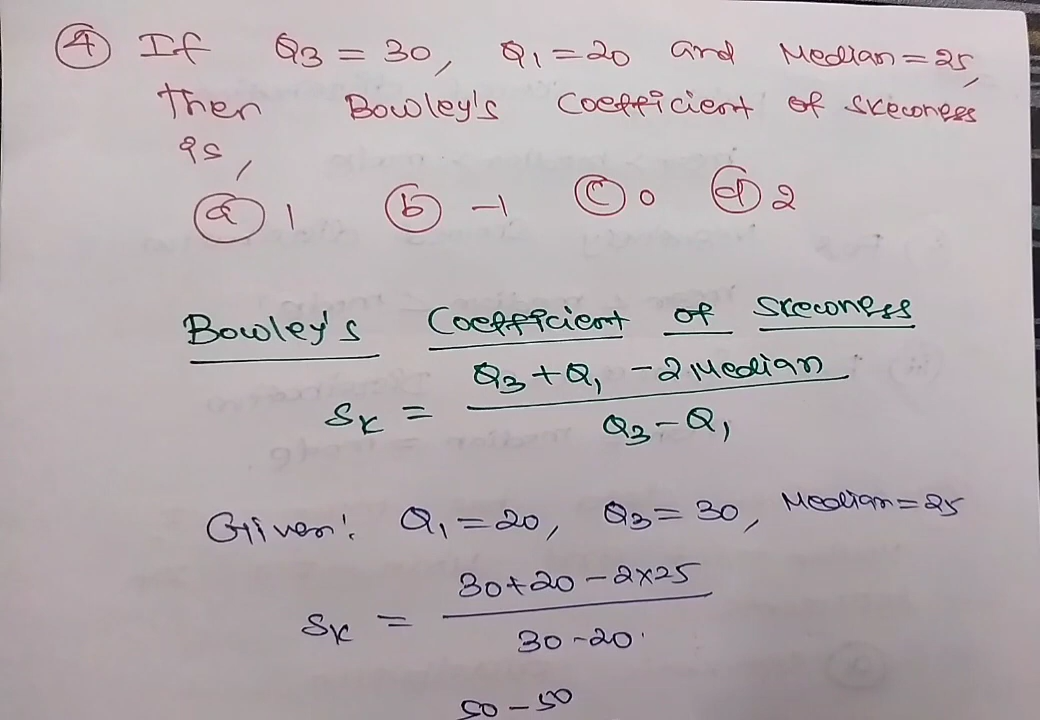 ④ If Q3 = 30, Q1 = 20 and Median = 25,
then Bowley's Coefficient of skewness
is,
ⓐ 1 ⓑ -1 ⓒ 0 ⓓ 2
Bowley's Coefficient of Skewness
Sk = (Q3 + Q1 - 2 Median) / (Q3 - Q1)
Given: Q1 = 20, Q3 = 30, Median = 25
Sk = (30+20 - 2×25) / (30 - 20)
50 - 50